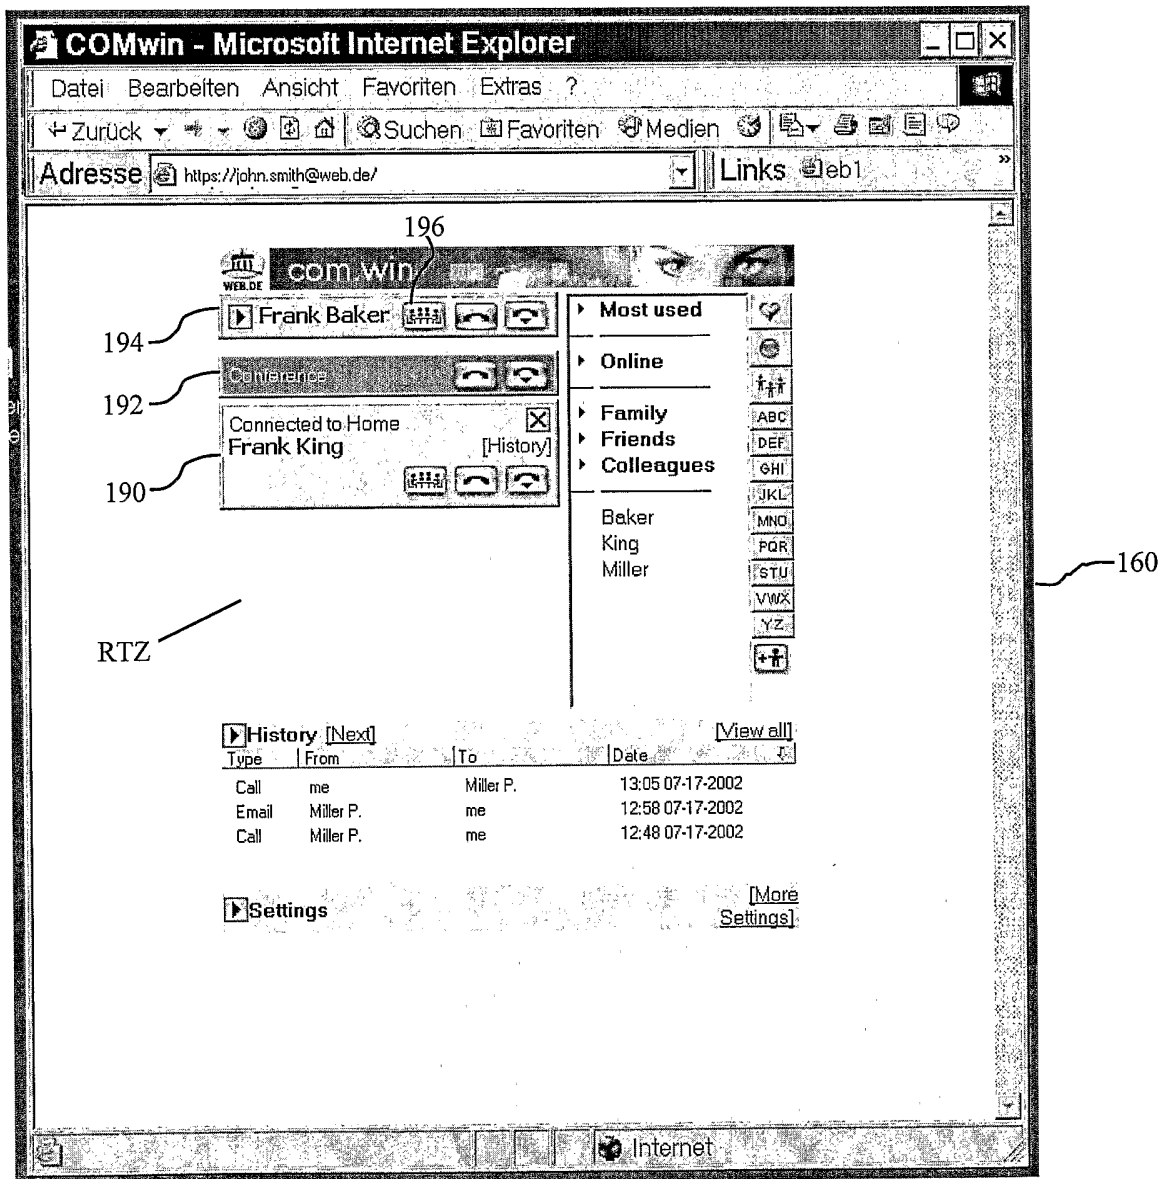 COMwin - Microsoft Internet Explorer
Datei Bearbeiten Ansicht Favoriten Extras ?
Zurück Suchen Favoriten Medien
Adresse https://john.smith@web.de/ Links eb1 »
196
WEB.DE com.win
194 Frank Baker
192 Conference
190 Connected to Home
Frank King [History]
Most used
Online
Family
Friends
Colleagues
Baker
King
Miller
ABC
DEF
GHI
JKL
MNO
PQR
STU
VWX
YZ
160
RTZ
History [Next] [View all]
Type From To Date
Call me Miller P. 13:05 07-17-2002
Email Miller P. me 12:58 07-17-2002
Call Miller P. me 12:48 07-17-2002
Settings [More
Settings]
Internet